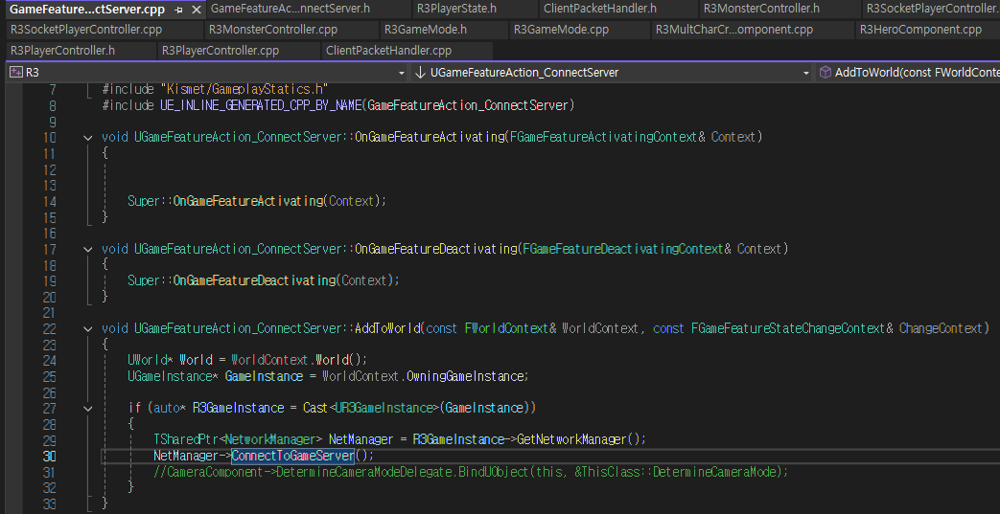 GameFeature...ctServer.cpp GameFeatureAc...nnectServer.h R3PlayerState.h ClientPacketHandler.h R3MonsterController.h R3SocketPlayerController.
R3SocketPlayerController.cpp R3MonsterController.cpp R3GameMode.h R3GameMode.cpp R3MultCharCr...omponent.cpp R3HeroComponent.cpp
R3PlayerController.h R3PlayerController.cpp ClientPacketHandler.cpp
R3 UGameFeatureAction_ConnectServer AddToWorld(const FWorldConte
7 #include "Kismet/GameplayStatics.h"
8 #include UE_INLINE_GENERATED_CPP_BY_NAME(GameFeatureAction_ConnectServer)
9
10 void UGameFeatureAction_ConnectServer::OnGameFeatureActivating(FGameFeatureActivatingContext& Context)
11 {
12
13
14 Super::OnGameFeatureActivating(Context);
15 }
16
17 void UGameFeatureAction_ConnectServer::OnGameFeatureDeactivating(FGameFeatureDeactivatingContext& Context)
18 {
19 Super::OnGameFeatureDeactivating(Context);
20 }
21
22 void UGameFeatureAction_ConnectServer::AddToWorld(const FWorldContext& WorldContext, const FGameFeatureStateChangeContext& ChangeContext)
23 {
24 UWorld* World = WorldContext.World();
25 UGameInstance* GameInstance = WorldContext.OwningGameInstance;
26
27 if (auto* R3GameInstance = Cast<UR3GameInstance>(GameInstance))
28 {
29 TSharedPtr<NetworkManager> NetManager = R3GameInstance->GetNetworkManager();
30 NetManager->ConnectToGameServer();
31 //CameraComponent->DetermineCameraModeDelegate.BindUObject(this, &ThisClass::DetermineCameraMode);
32 }
33 }